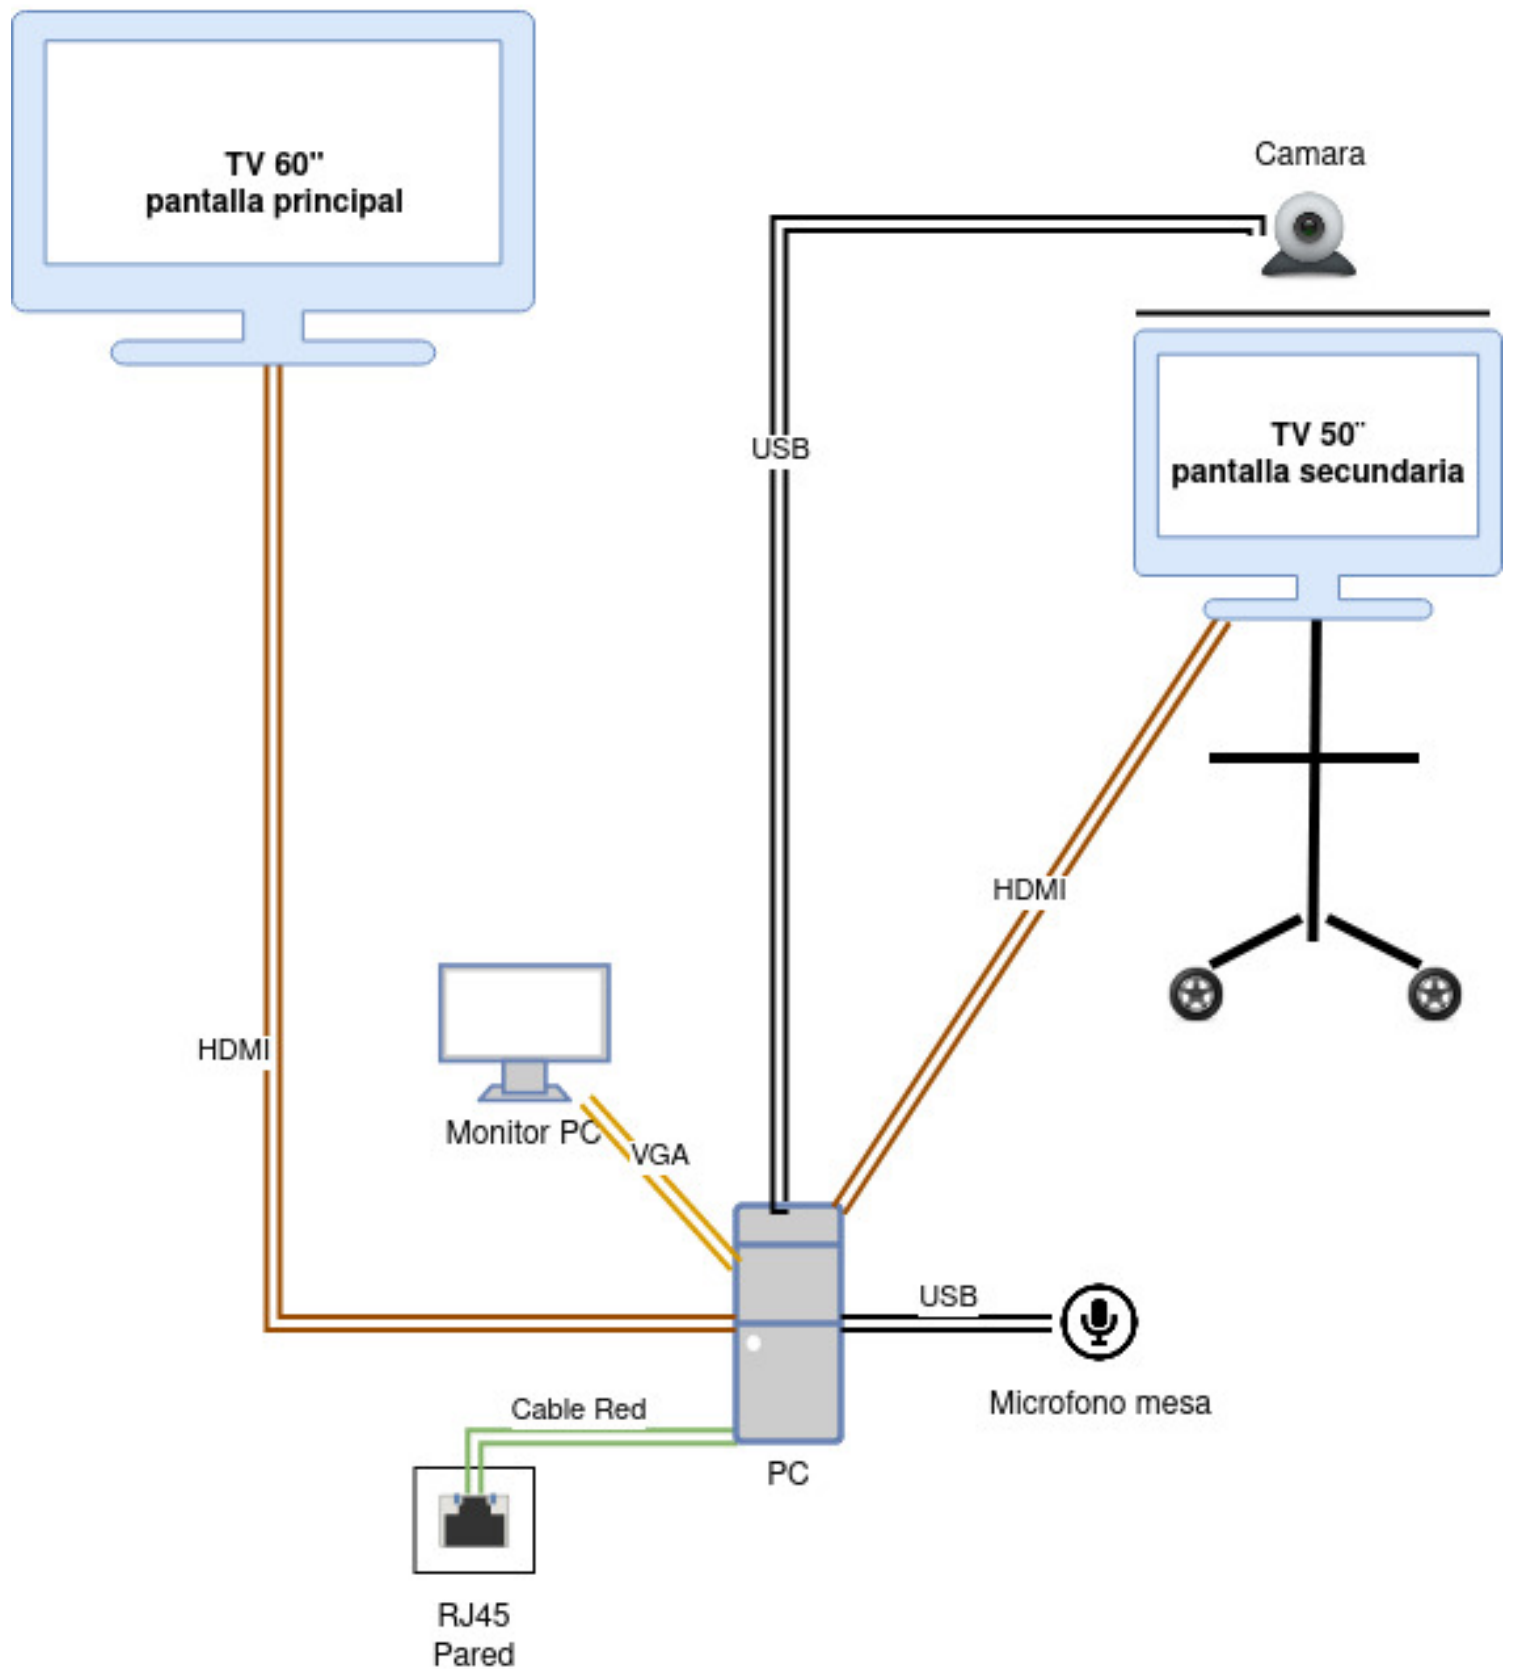 TV 60"
pantalla principal
Camara
USB
TV 50¨
pantalla secundaria
HDMI
HDMI
Monitor PC
VGA
USB
Microfono mesa
Cable Red
PC
RJ45
Pared